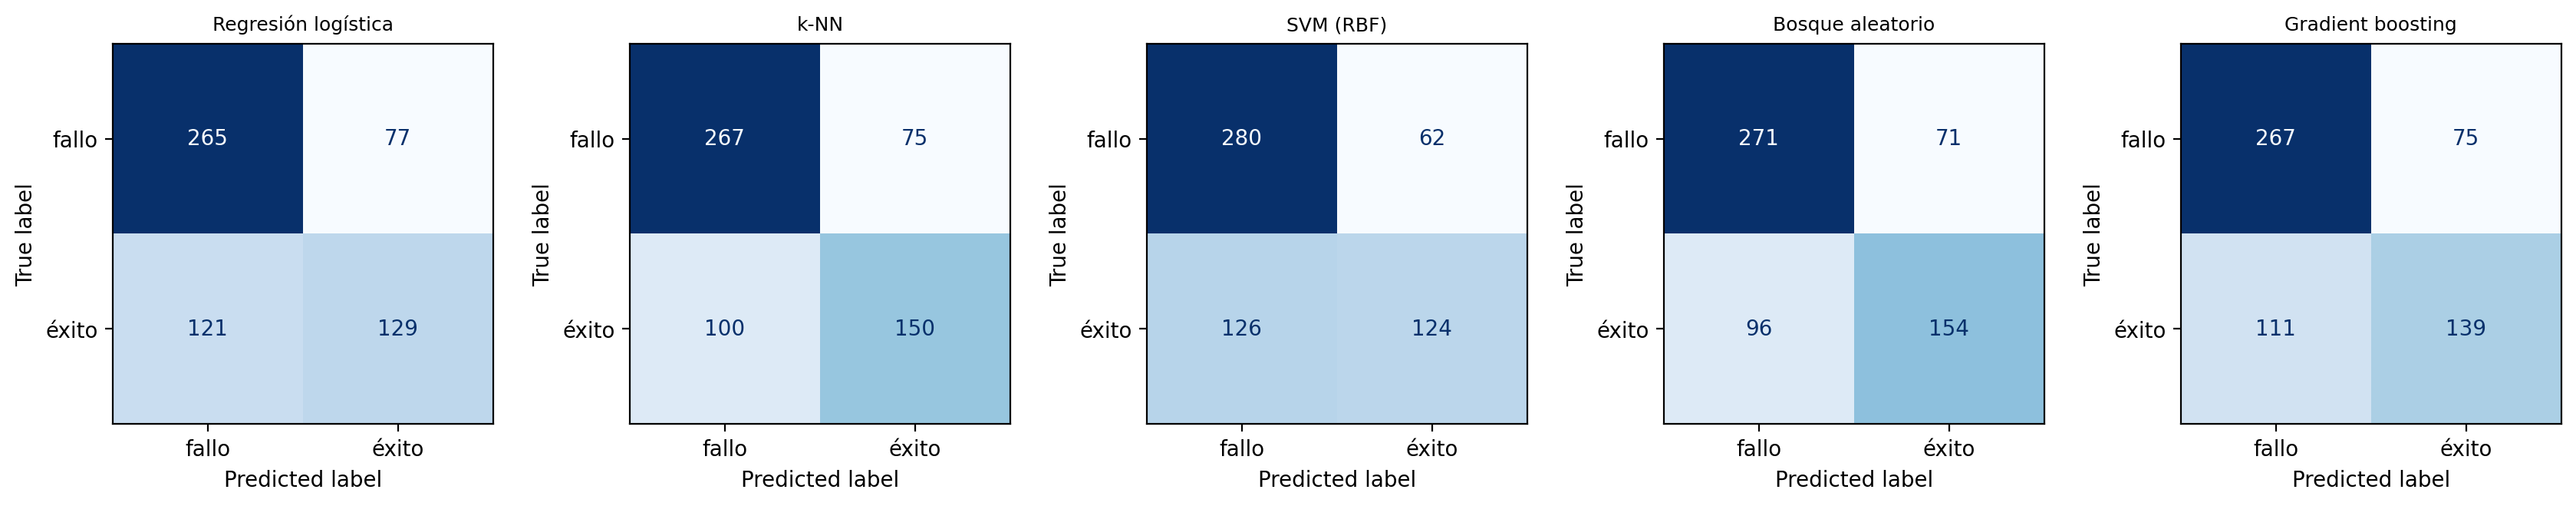 Regresión logística
True label
fallo
265
77
éxito
121
129
fallo
éxito
Predicted label
k-NN
True label
fallo
267
75
éxito
100
150
fallo
éxito
Predicted label
SVM (RBF)
True label
fallo
280
62
éxito
126
124
fallo
éxito
Predicted label
Bosque aleatorio
True label
fallo
271
71
éxito
96
154
fallo
éxito
Predicted label
Gradient boosting
True label
fallo
267
75
éxito
111
139
fallo
éxito
Predicted label